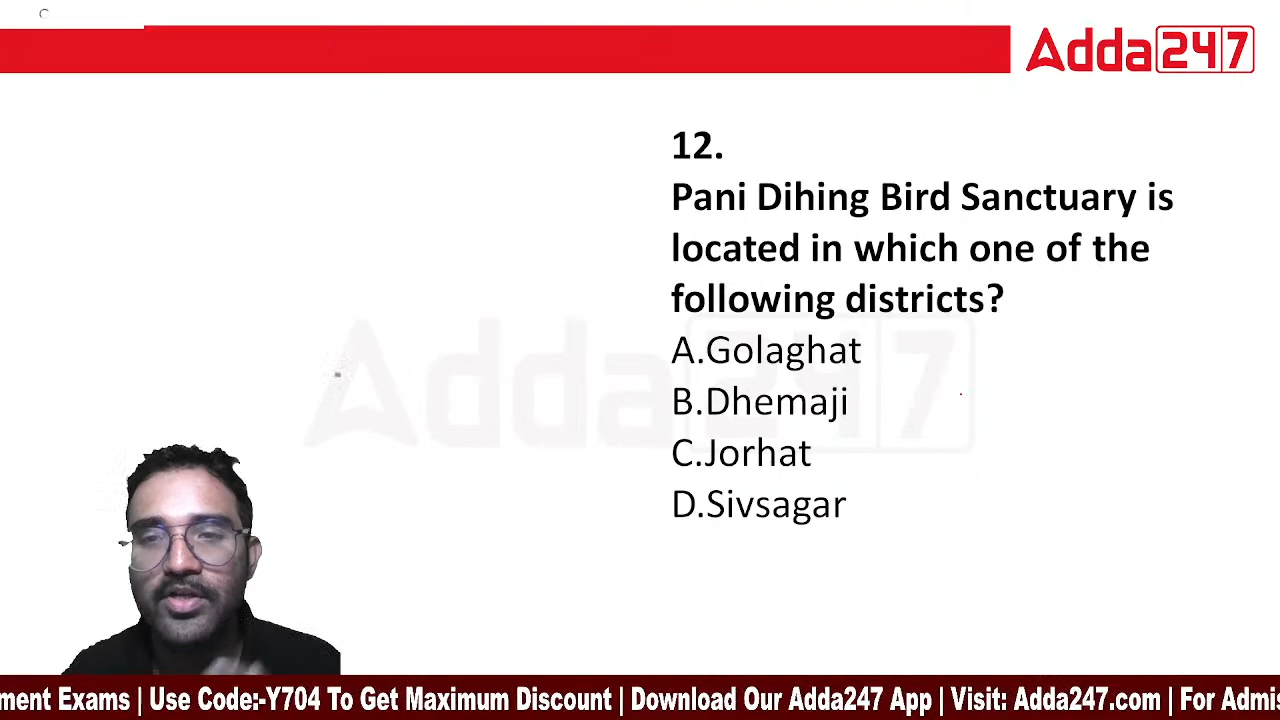 Adda247
12.
Pani Dihing Bird Sanctuary is
located in which one of the
following districts?
A.Golaghat
B.Dhemaji
C.Jorhat
D.Sivsagar
Adda247
ment Exams | Use Code:-Y704 To Get Maximum Discount | Download Our Adda247 App | Visit: Adda247.com | For Admis